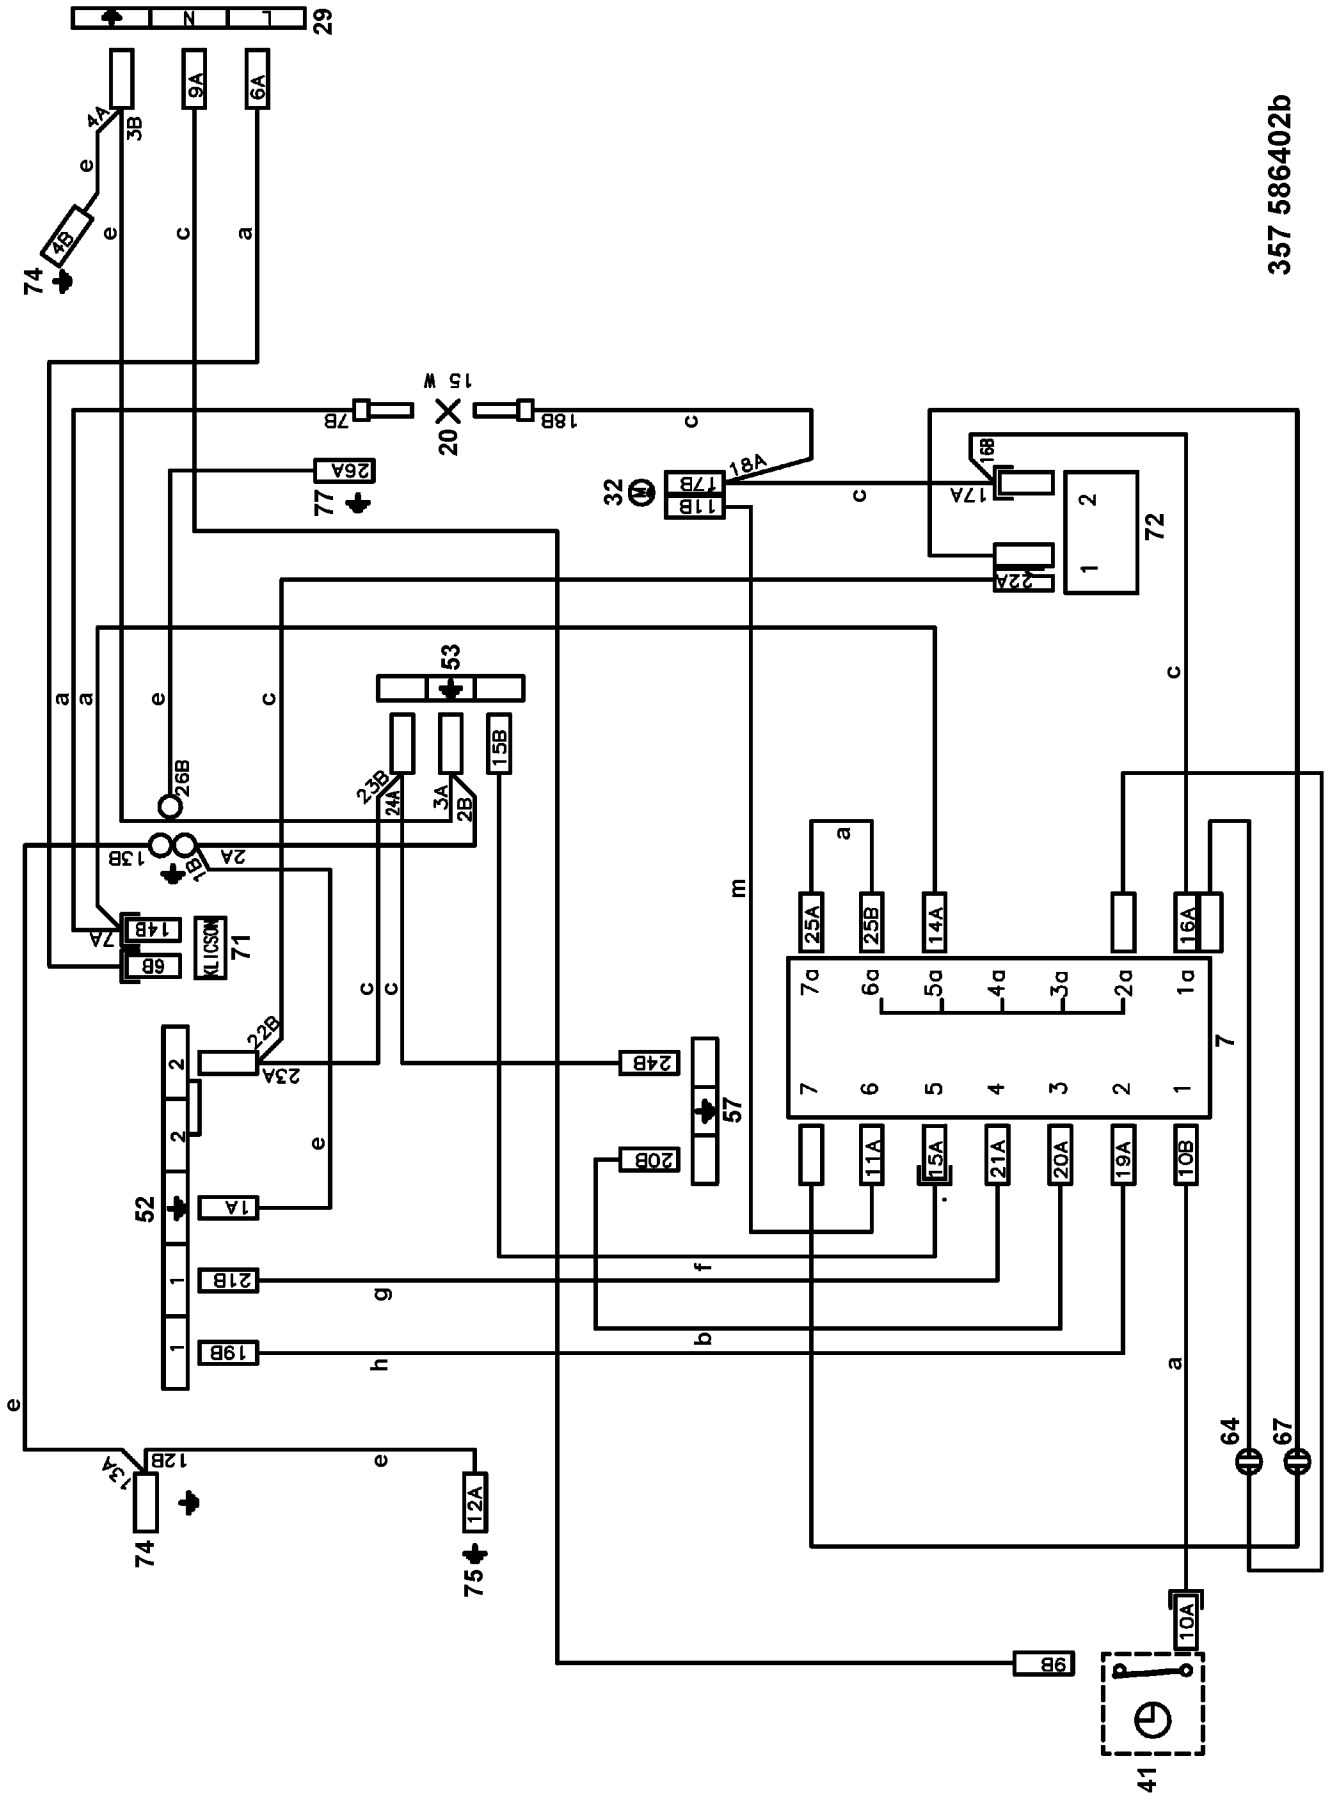 29
L
N
6A
9A
4A
3B
e
4B
74
e
c
a
357 586402b
15 W
7B
20
18B
c
26A
77
32
M
17B
11B
18A
c
17A
16B
2
1
72
22A
a
a
e
c
53
15B
23B
24A
3A
2B
26B
13B
2A
1B
7A
14B
6B
KLICSON
71
c
a
m
25A
25B
14A
16A
7a
6a
5a
4a
3a
2a
1a
7
7
6
5
4
3
2
1
11A
15A
21A
20A
19A
10B
c
c
22B
23A
24B
57
20B
e
52
2
2
1
1
1A
21B
19B
g
f
h
b
a
e
13A
12B
e
74
12A
75
64
67
10A
9B
41